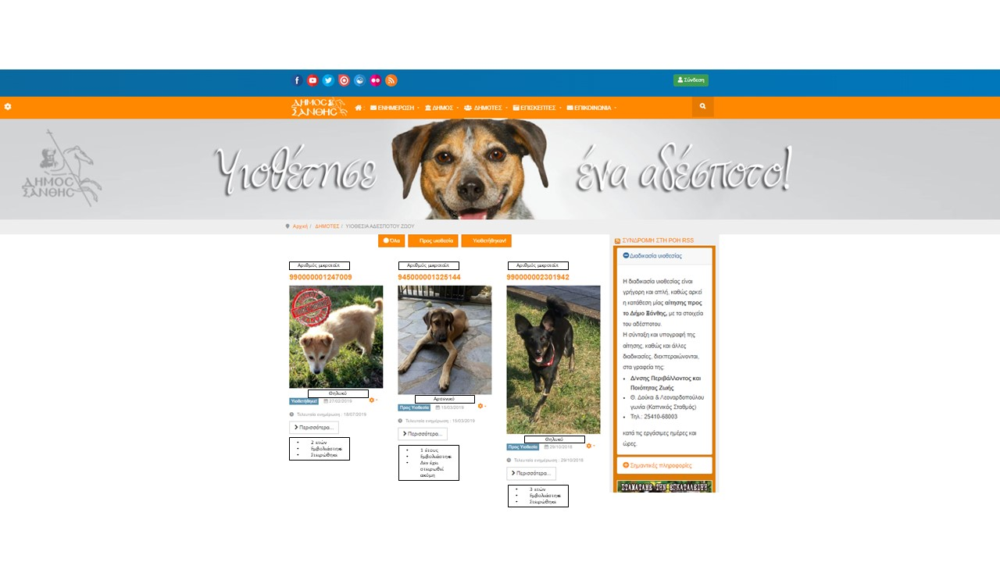 Σύνδεση
ΔΗΜΟΣ
ΞΑΝΘΗΣ
ΕΝΗΜΕΡΩΣΗ
ΔΗΜΟΣ
ΔΗΜΟΤΕΣ
ΕΠΙΣΚΕΠΤΕΣ
ΕΠΙΚΟΙΝΩΝΙΑ
Υιοθέτησε ένα αδέσποτο!
ΔΗΜΟΣ
ΞΑΝΘΗΣ
Αρχική / ΔΗΜΟΤΕΣ / ΥΙΟΘΕΣΙΑ ΑΔΕΣΠΟΤΟΥ ΖΩΟΥ
Όλα
Προς υιοθεσία
Υιοθετήθηκαν!
Αριθμός μικροτσίπ
990000001247009
Θηλυκό
Υιοθετήθηκε! 27/02/2019
Τελευταία ενημέρωση : 18/07/2019
Περισσότερα...
• 2 ετών
• Εμβολιάστηκε
• Στειρώθηκε
Αριθμός μικροτσίπ
945000001325144
Αρσενικό
Προς Υιοθεσία 15/03/2019
Τελευταία ενημέρωση : 15/03/2019
Περισσότερα...
• 1 έτους
• Εμβολιάστηκε
• Δεν έχει
στειρωθεί
ακόμη
Αριθμός μικροτσίπ
990000002301942
Θηλυκό
Προς Υιοθεσία 29/10/2018
Τελευταία ενημέρωση : 29/10/2018
Περισσότερα...
• 3 ετών
• Εμβολιάστηκε
• Στειρώθηκε
ΣΥΝΔΡΟΜΗ ΣΤΗ ΡΟΗ RSS
Διαδικασία υιοθεσίας
Η διαδικασία υιοθεσίας είναι
γρήγορη και απλή, καθώς αρκεί
η κατάθεση μίας αίτησης προς
το Δήμο Ξάνθης, με τα στοιχεία
του αδέσποτου.
Η σύνταξη και υπογραφή της
αίτησης, καθώς και άλλες
διαδικασίες, διεκπεραιώνονται,
στα γραφεία της:
• Δ/νσης Περιβάλλοντος και
Ποιότητας Ζωής
• Θ. Δούκα & Λεοναρδοπούλου
γωνία (Καπνικός Σταθμός)
• Τηλ.: 25410-68003
κατά τις εργάσιμες ημέρες και
ώρες.
Σημαντικές πληροφορίες
ΣΤΑΜΑΤΑΜΕ ΤΗΝ ΕΓΚΑΤΑΛΕΙΨΗ